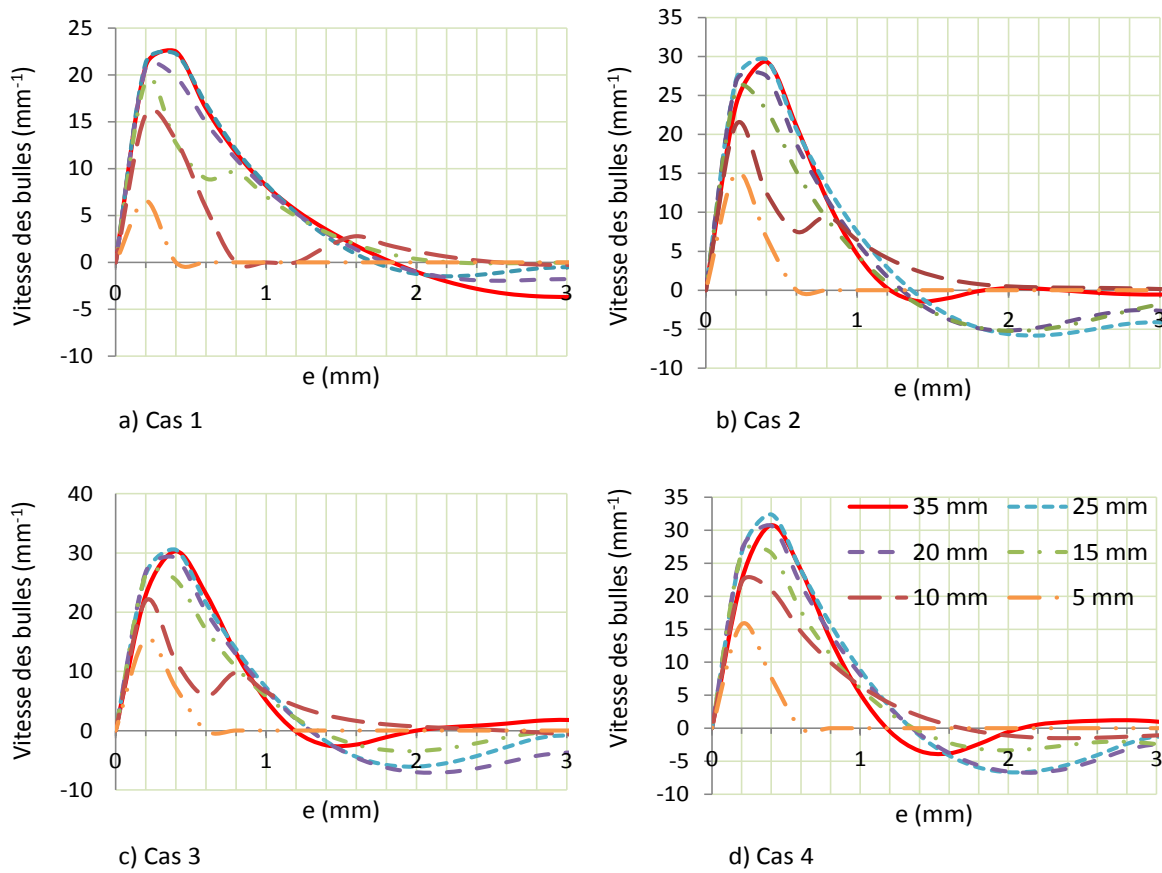 25
20
15
10
5
0
-5
-10
0 1 2 3
Vitesse des bulles (mm⁻¹)
e (mm)
a) Cas 1
35
30
25
20
15
10
5
0
-5
-10
0 1 2 3
Vitesse des bulles (mm⁻¹)
e (mm)
b) Cas 2
40
30
20
10
0
-10
0 1 2 3
Vitesse des bulles (mm⁻¹)
e (mm)
c) Cas 3
35
30
25
20
15
10
5
0
-5
-10
0 1 2 3
Vitesse des bulles (mm⁻¹)
35 mm 25 mm
20 mm 15 mm
10 mm 5 mm
e (mm)
d) Cas 4